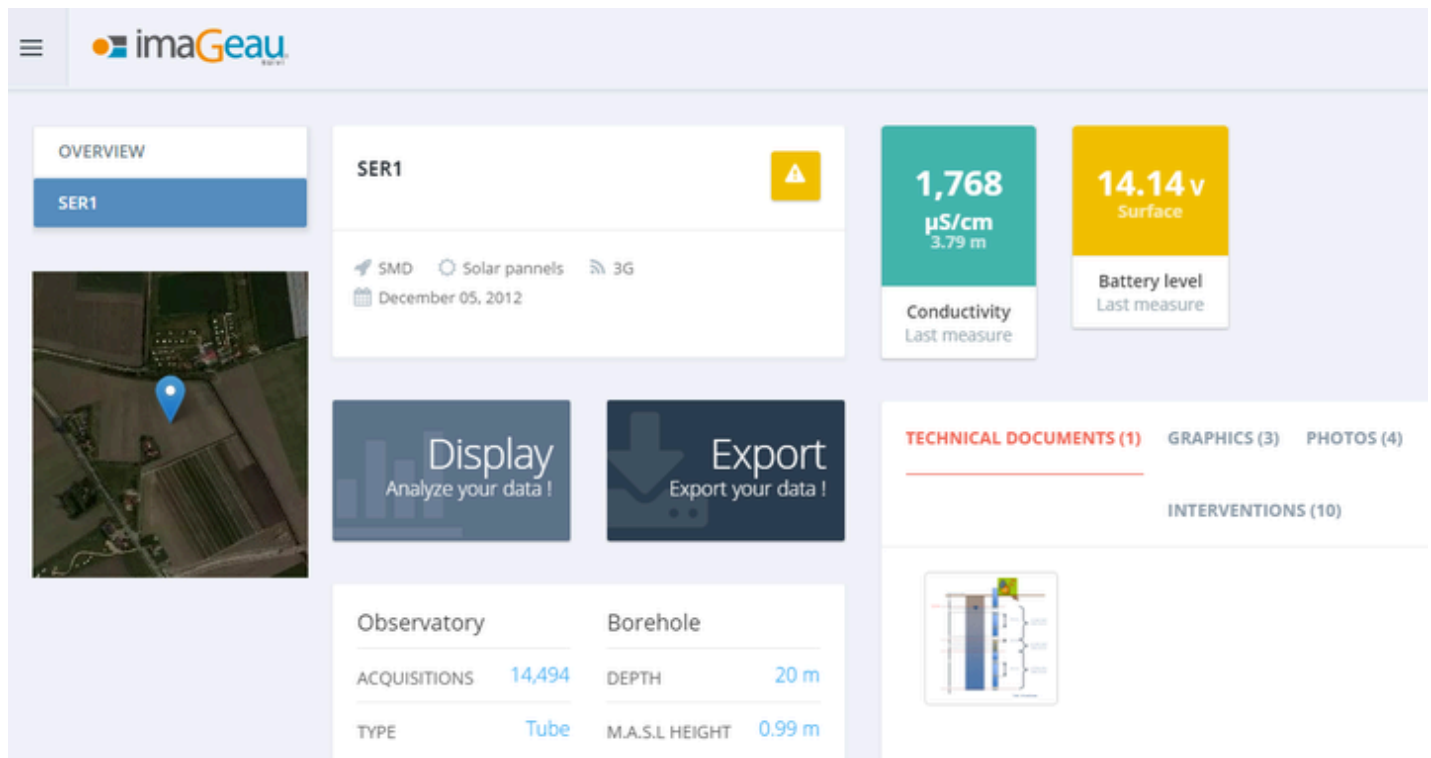 imaGeau
OVERVIEW
SER1
SER1
SMD Solar pannels 3G
December 05, 2012
1,768
µS/cm
3.79 m
Conductivity
Last measure
14.14 V
Surface
Battery level
Last measure
Display
Analyze your data !
Export
Export your data !
TECHNICAL DOCUMENTS (1) GRAPHICS (3) PHOTOS (4)
INTERVENTIONS (10)
Observatory
ACQUISITIONS 14,494
TYPE Tube
Borehole
DEPTH 20 m
M.A.S.L HEIGHT 0.99 m